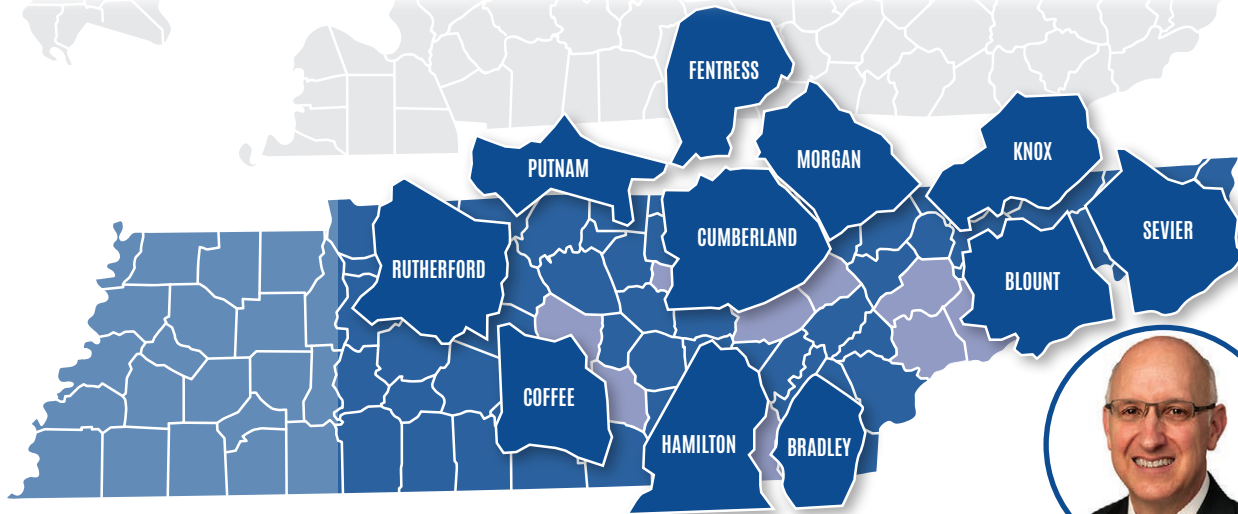 FENTRESS
PUTNAM
MORGAN
KNOX
CUMBERLAND
SEVIER
RUTHERFORD
BLOUNT
COFFEE
HAMILTON
BRADLEY